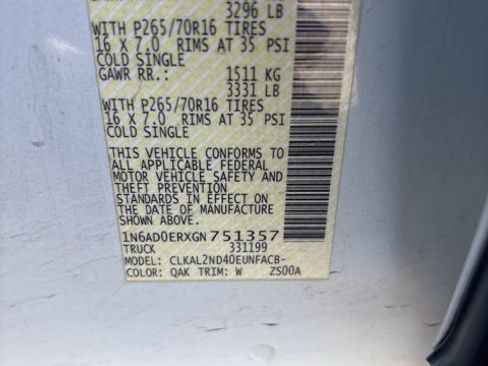 3296 LB
WITH P265/70R16 TIRES
16 X 7.0 RIMS AT 35 PSI
COLD SINGLE
GAWR RR.: 1511 KG
3331 LB
WITH P265/70R16 TIRES
16 X 7.0 RIMS AT 35 PSI
COLD SINGLE
THIS VEHICLE CONFORMS TO
ALL APPLICABLE FEDERAL
MOTOR VEHICLE SAFETY AND
THEFT PREVENTION
STANDARDS IN EFFECT ON
THE DATE OF MANUFACTURE
1N6AD0ERXGN751357
TRUCK 331199
MODEL: CLKAL2ND40EUNFACB-
COLOR: QAK TRIM: W ZS00A